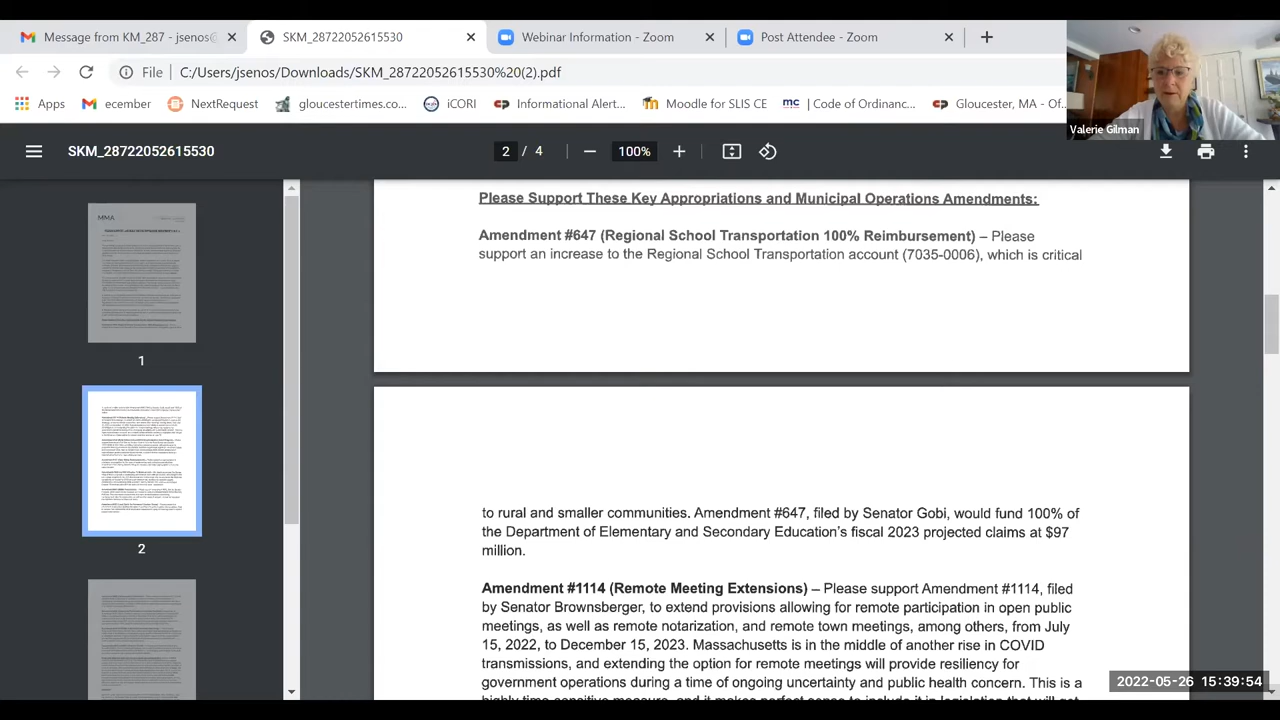 Message from KM_287 - jsenos@
SKM_28722052615530
Webinar Information - Zoom
Post Attendee - Zoom
File
C:/Users/jsenos/Downloads/SKM_28722052615530%20(2).pdf
Apps
ecember
NextRequest
gloucestertimes.co...
iCORI
Informational Alert...
Moodle for SLIS CE
mc
| Code of Ordinanc...
Gloucester, MA - Of...
Valerie Gilman
SKM_28722052615530
2 / 4
100%
MMA
1
2
Please Support These Key Appropriations and Municipal Operations Amendments:
Amendment #647 (Regional School Transportation 100% Reimbursement) – Please
support an increase to the Regional School Transportation account (7035-0006), which is critical
to rural and smaller communities. Amendment #647, filed by Senator Gobi, would fund 100% of
the Department of Elementary and Secondary Education's fiscal 2023 projected claims at $97
million.
Amendment #1114 (Remote Meeting Extensions) – Please support Amendment #1114, filed
by Senator Brownsberger, to extend provisions allowing for remote participation in open public
meetings, as well as remote notarization, and remote town meetings, among others, from July
15, 2022, to December 15, 2023. Massachusetts is in the middle of another rise in COVID
transmissions, and extending the option for remote meetings will provide resiliency for
government operations during a time of ongoing uncertainty and public health concern. This is a
2022-05-26 15:39:54